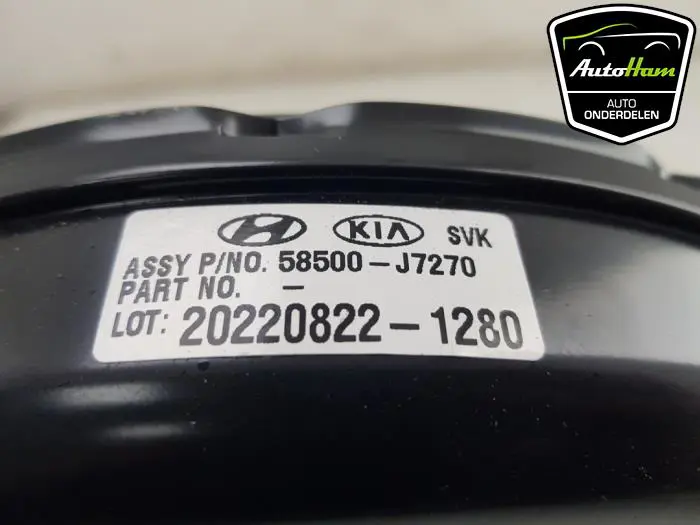 AutoHam
AUTO
ONDERDELEN
KIA SVK
ASSY P/NO. 58500-J7270
PART NO. -
LOT: 20220822-1280